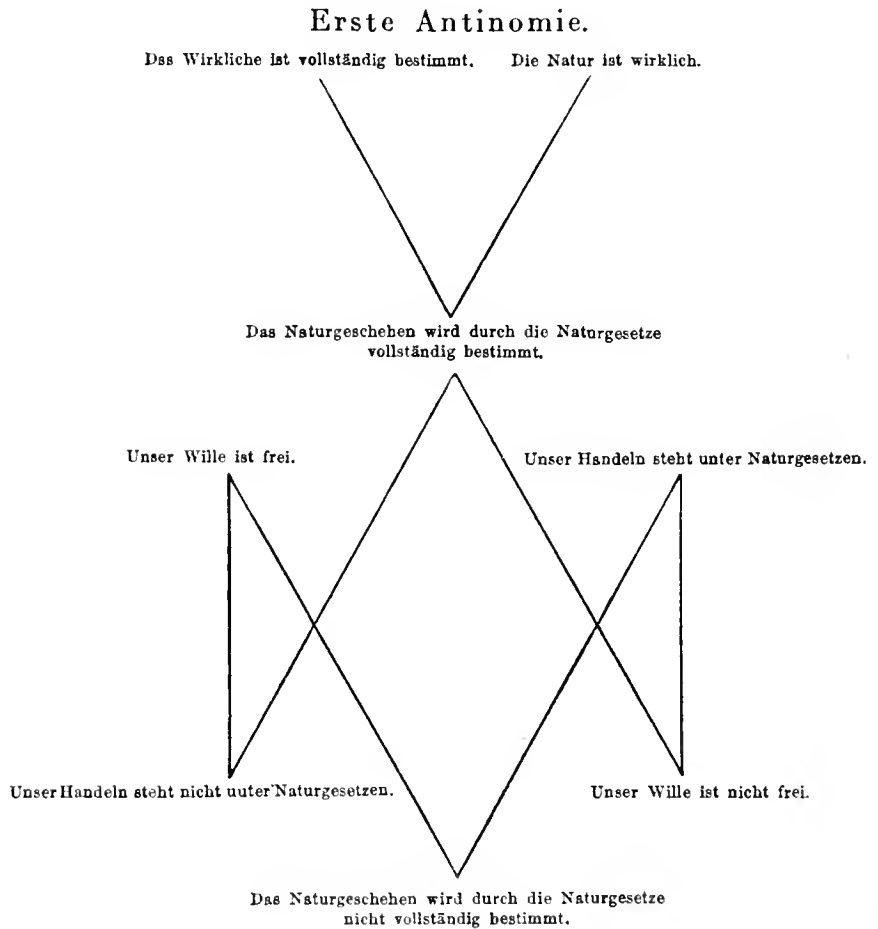 Erste Antinomie.
Das Wirkliche ist vollständig bestimmt. Die Natur ist wirklich.
Das Naturgeschehen wird durch die Naturgesetze
vollständig bestimmt.
Unser Wille ist frei.
Unser Handeln steht unter Naturgesetzen.
Unser Handeln steht nicht uuter Naturgesetzen.
Unser Wille ist nicht frei.
Das Naturgeschehen wird durch die Naturgesetze
nicht vollständig bestimmt.